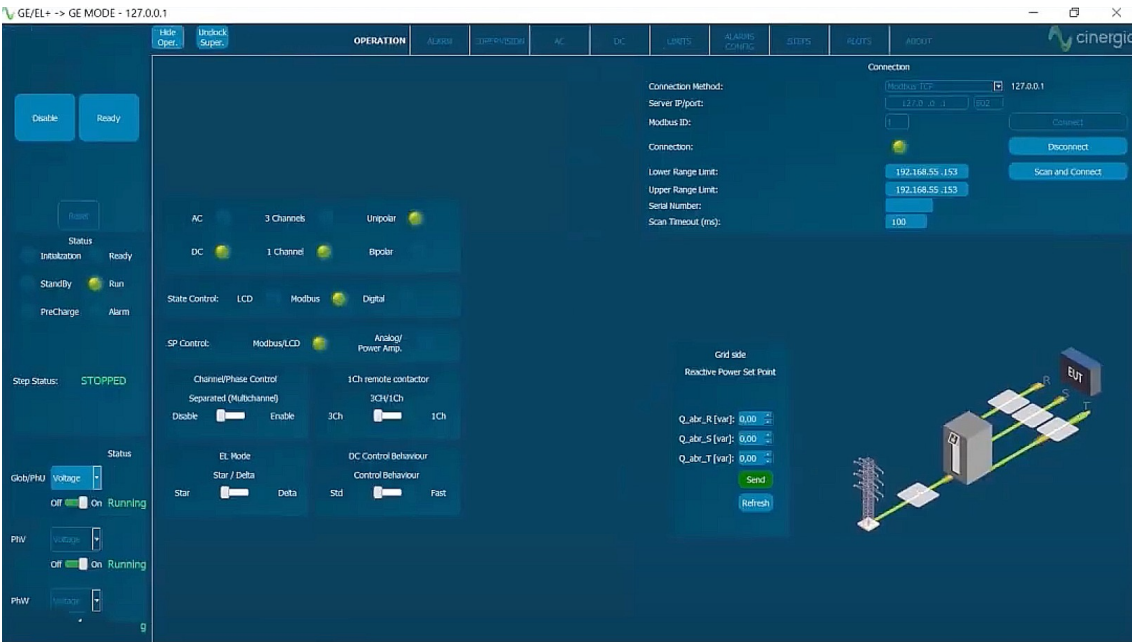 GE/EL+ -> GE MODE - 127.0.0.1
Hide Oper.
Undock Super.
OPERATION
ALARM
SUPERVISION
AC
DC
LIMITS
ALARMS CONFIG
STEPS
PLOTS
ABOUT
cinergia
Disable
Ready
Reset
Status
Initialization
Ready
StandBy
Run
PreCharge
Alarm
Step Status: STOPPED
Status
Glob/PhU Voltage
Off On Running
PhV Voltage
Off On Running
PhW Voltage
g
AC 3 Channels Unipolar
DC 1 Channel Bipolar
State Control: LCD Modbus Digital
SP Control: Modbus/LCD Analog/
Power Amp.
Channel/Phase Control
Separated (Multichannel)
Disable Enable
1Ch remote contactor
3CH/1Ch
3Ch 1Ch
EL Mode
Star / Delta
Star Delta
DC Control Behaviour
Control Behaviour
Std Fast
Connection
Connection Method: Modbus TCP 127.0.0.1
Server IP/port: 127.0 .0 .1 502
Modbus ID: 1 Connect
Connection: Disconnect
Lower Range Limit: 192.168.55 .153 Scan and Connect
Upper Range Limit: 192.168.55 .153
Serial Number:
Scan Timeout (ms): 100
Grid side
Reactive Power Set Point
Q_abr_R [var]: 0,00
Q_abr_S [var]: 0,00
Q_abr_T [var]: 0,00
Send
Refresh
R
S
T
EUT